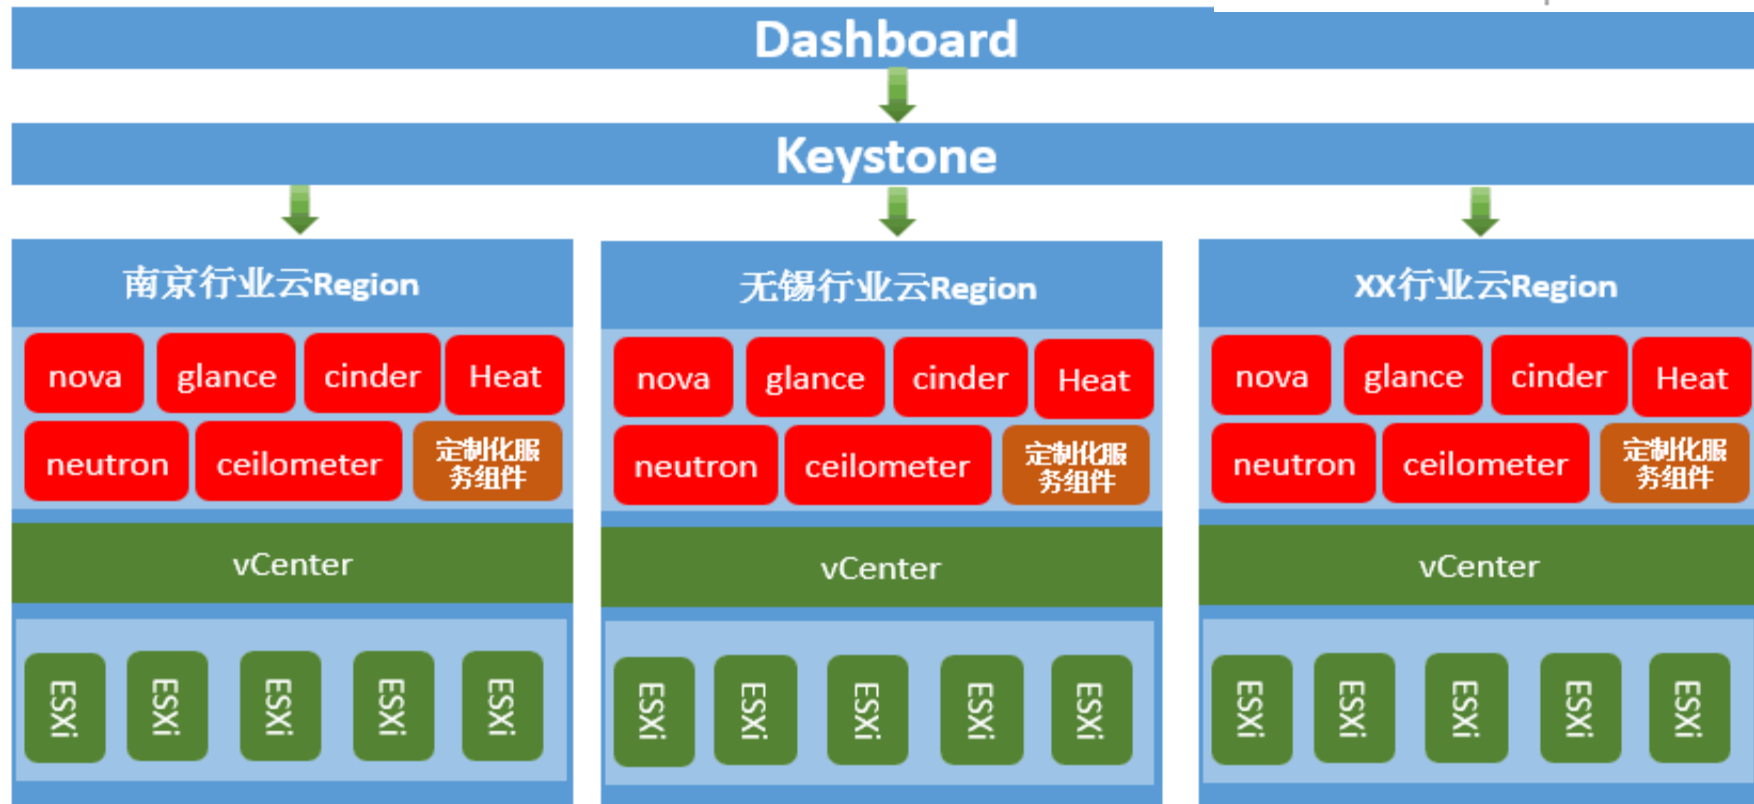 Dashboard
Keystone
南京行业云Region
nova
glance
cinder
Heat
neutron
ceilometer
定制化服
务组件
vCenter
ESXi
ESXi
ESXi
ESXi
ESXi
无锡行业云Region
nova
glance
cinder
Heat
neutron
ceilometer
定制化服
务组件
vCenter
ESXi
ESXi
ESXi
ESXi
ESXi
XX行业云Region
nova
glance
cinder
Heat
neutron
ceilometer
定制化服
务组件
vCenter
ESXi
ESXi
ESXi
ESXi
ESXi